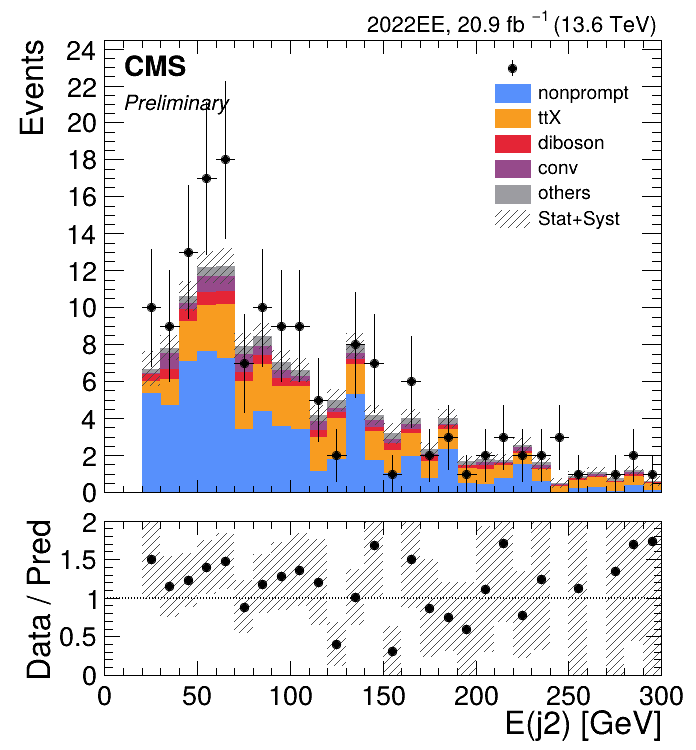 2022EE, 20.9 fb⁻¹ (13.6 TeV)
Events
CMS
Preliminary
nonprompt
ttX
diboson
conv
others
Stat+Syst
24
22
20
18
16
14
12
10
8
6
4
2
0
Data / Pred
2
1.5
1
0.5
0
0 50 100 150 200 250 300
E(j2) [GeV]